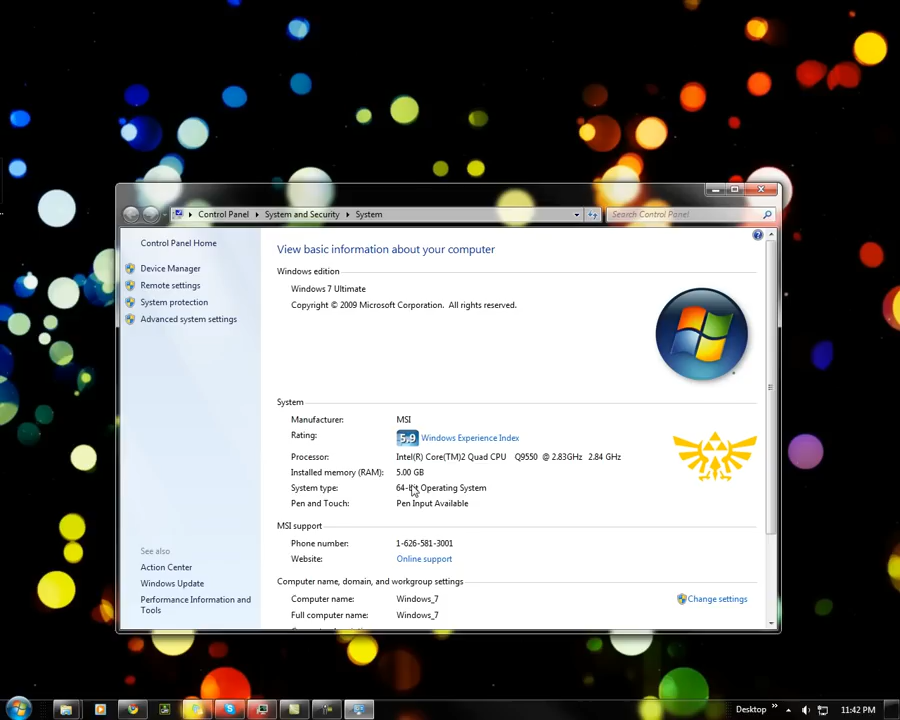 Control Panel System and Security System
Search Control Panel
Control Panel Home
Device Manager
Remote settings
System protection
Advanced system settings
See also
Action Center
Windows Update
Performance Information and
Tools
View basic information about your computer
Windows edition
Windows 7 Ultimate
Copyright © 2009 Microsoft Corporation. All rights reserved.
System
Manufacturer: MSI
Rating: 5,9 Windows Experience Index
Processor: Intel(R) Core(TM)2 Quad CPU Q9550 @ 2.83GHz 2.84 GHz
Installed memory (RAM): 5.00 GB
System type: 64-bit Operating System
Pen and Touch: Pen Input Available
MSI support
Phone number: 1-626-581-3001
Website: Online support
Computer name, domain, and workgroup settings
Computer name: Windows_7
Change settings
Full computer name: Windows_7
Desktop
11:42 PM